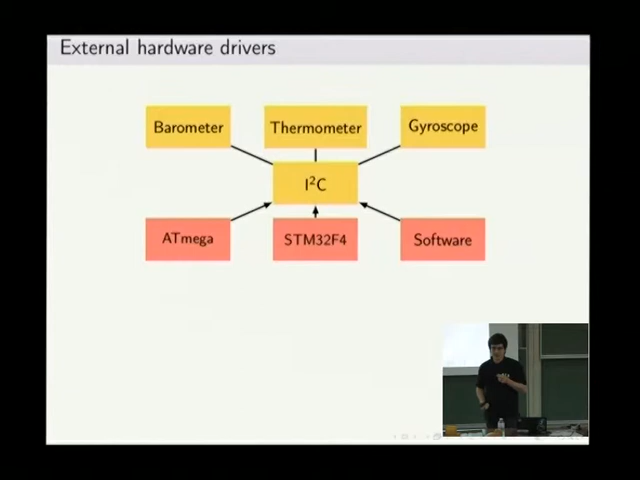 External hardware drivers
Barometer
Thermometer
Gyroscope
I²C
ATmega
STM32F4
Software